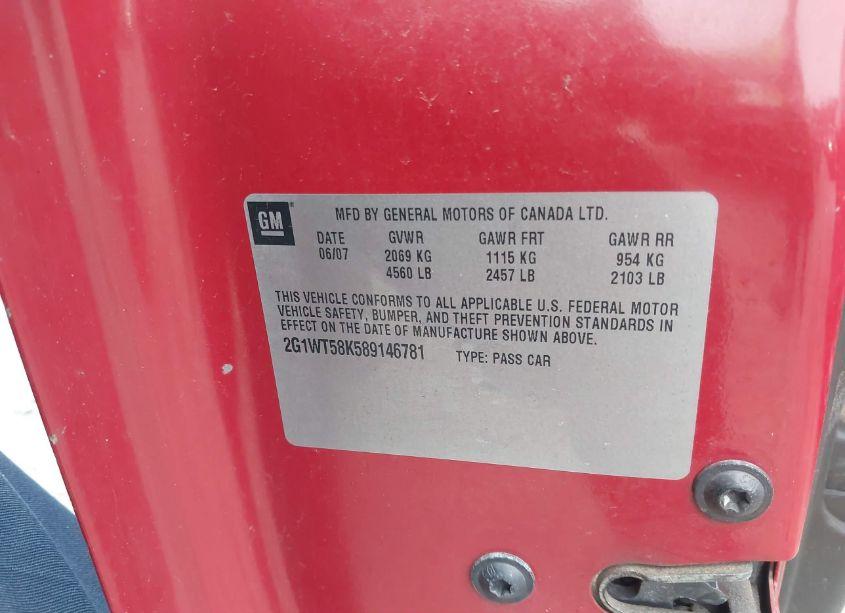 GM MFD BY GENERAL MOTORS OF CANADA LTD.
DATE GVWR GAWR FRT GAWR RR
06/07 2069 KG 1115 KG 954 KG
4560 LB 2457 LB 2103 LB
THIS VEHICLE CONFORMS TO ALL APPLICABLE U.S. FEDERAL MOTOR
VEHICLE SAFETY, BUMPER, AND THEFT PREVENTION STANDARDS IN
EFFECT ON THE DATE OF MANUFACTURE SHOWN ABOVE.
2G1WT58K589146781 TYPE: PASS CAR